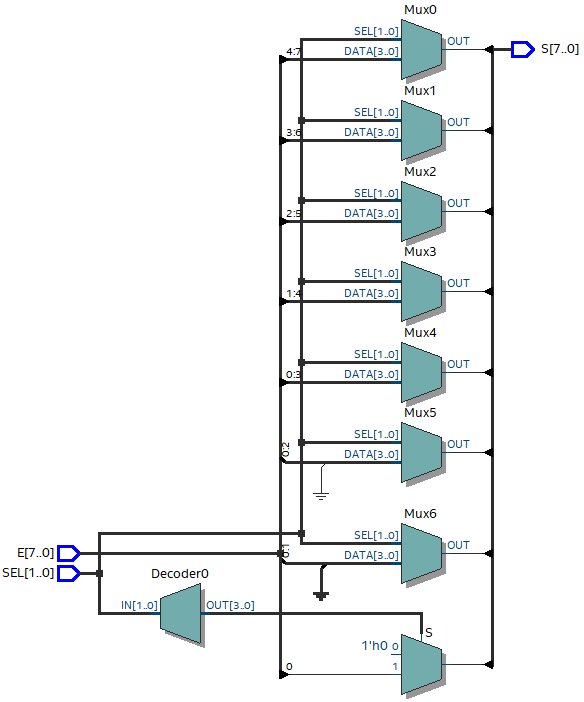 Mux0
SEL[1..0]
OUT
S[7..0]
4:7
DATA[3..0]
Mux1
SEL[1..0]
OUT
3:6
DATA[3..0]
Mux2
SEL[1..0]
OUT
2:5
DATA[3..0]
Mux3
SEL[1..0]
OUT
1:4
DATA[3..0]
Mux4
SEL[1..0]
OUT
0:3
DATA[3..0]
Mux5
SEL[1..0]
OUT
0:2
DATA[3..0]
Mux6
SEL[1..0]
OUT
0:1
DATA[3..0]
E[7..0]
SEL[1..0]
Decoder0
IN[1..0]
OUT[3..0]
S
1'h0 0
1
0